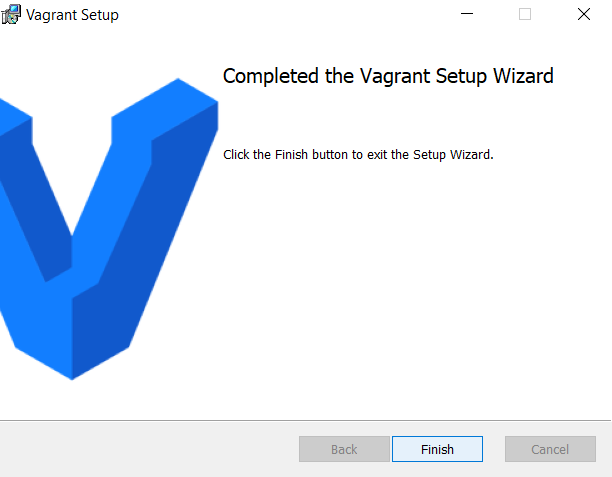 Vagrant Setup
Completed the Vagrant Setup Wizard
Click the Finish button to exit the Setup Wizard.
Back
Finish
Cancel